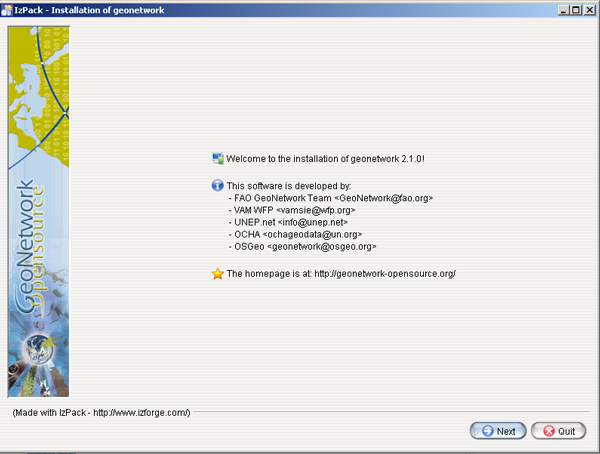 IzPack - Installation of geonetwork
GeoNetwork
Opensource
Welcome to the installation of geonetwork 2.1.0!
This software is developed by:
- FAO GeoNetwork Team <GeoNetwork@fao.org>
- VAM WFP <vamsie@wfp.org>
- UNEP.net <info@unep.net>
- OCHA <ochageodata@un.org>
- OSGeo <geonetwork@osgeo.org>
The homepage is at: http://geonetwork-opensource.org/
(Made with IzPack - http://www.izforge.com/)
Next
Quit